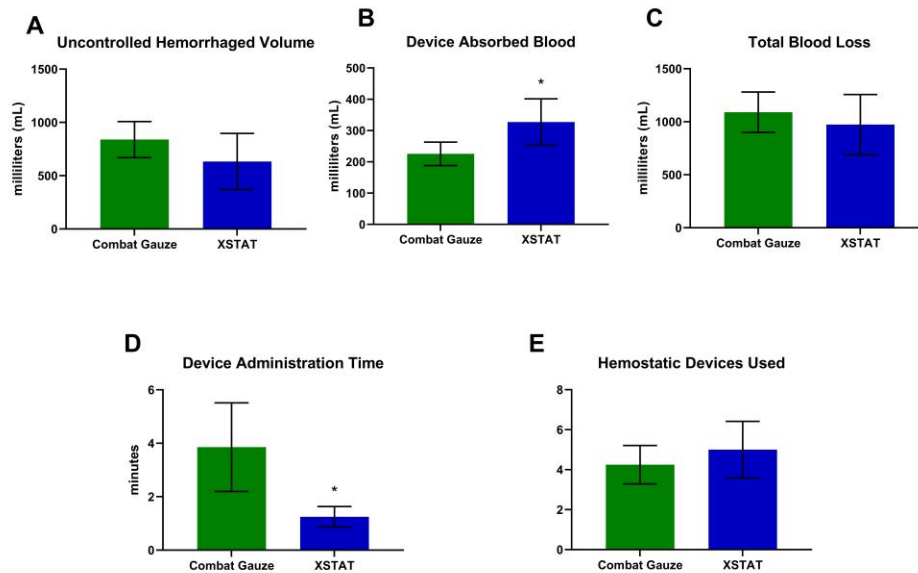 A
Uncontrolled Hemorrhaged Volume
milliliters (mL)
1500
1000
500
0
Combat Gauze
XSTAT
B
Device Absorbed Blood
milliliters (mL)
500
400
300
200
100
0
*
Combat Gauze
XSTAT
C
Total Blood Loss
milliliters (mL)
1500
1000
500
0
Combat Gauze
XSTAT
D
Device Administration Time
minutes
6
4
2
0
*
Combat Gauze
XSTAT
E
Hemostatic Devices Used
8
6
4
2
0
Combat Gauze
XSTAT